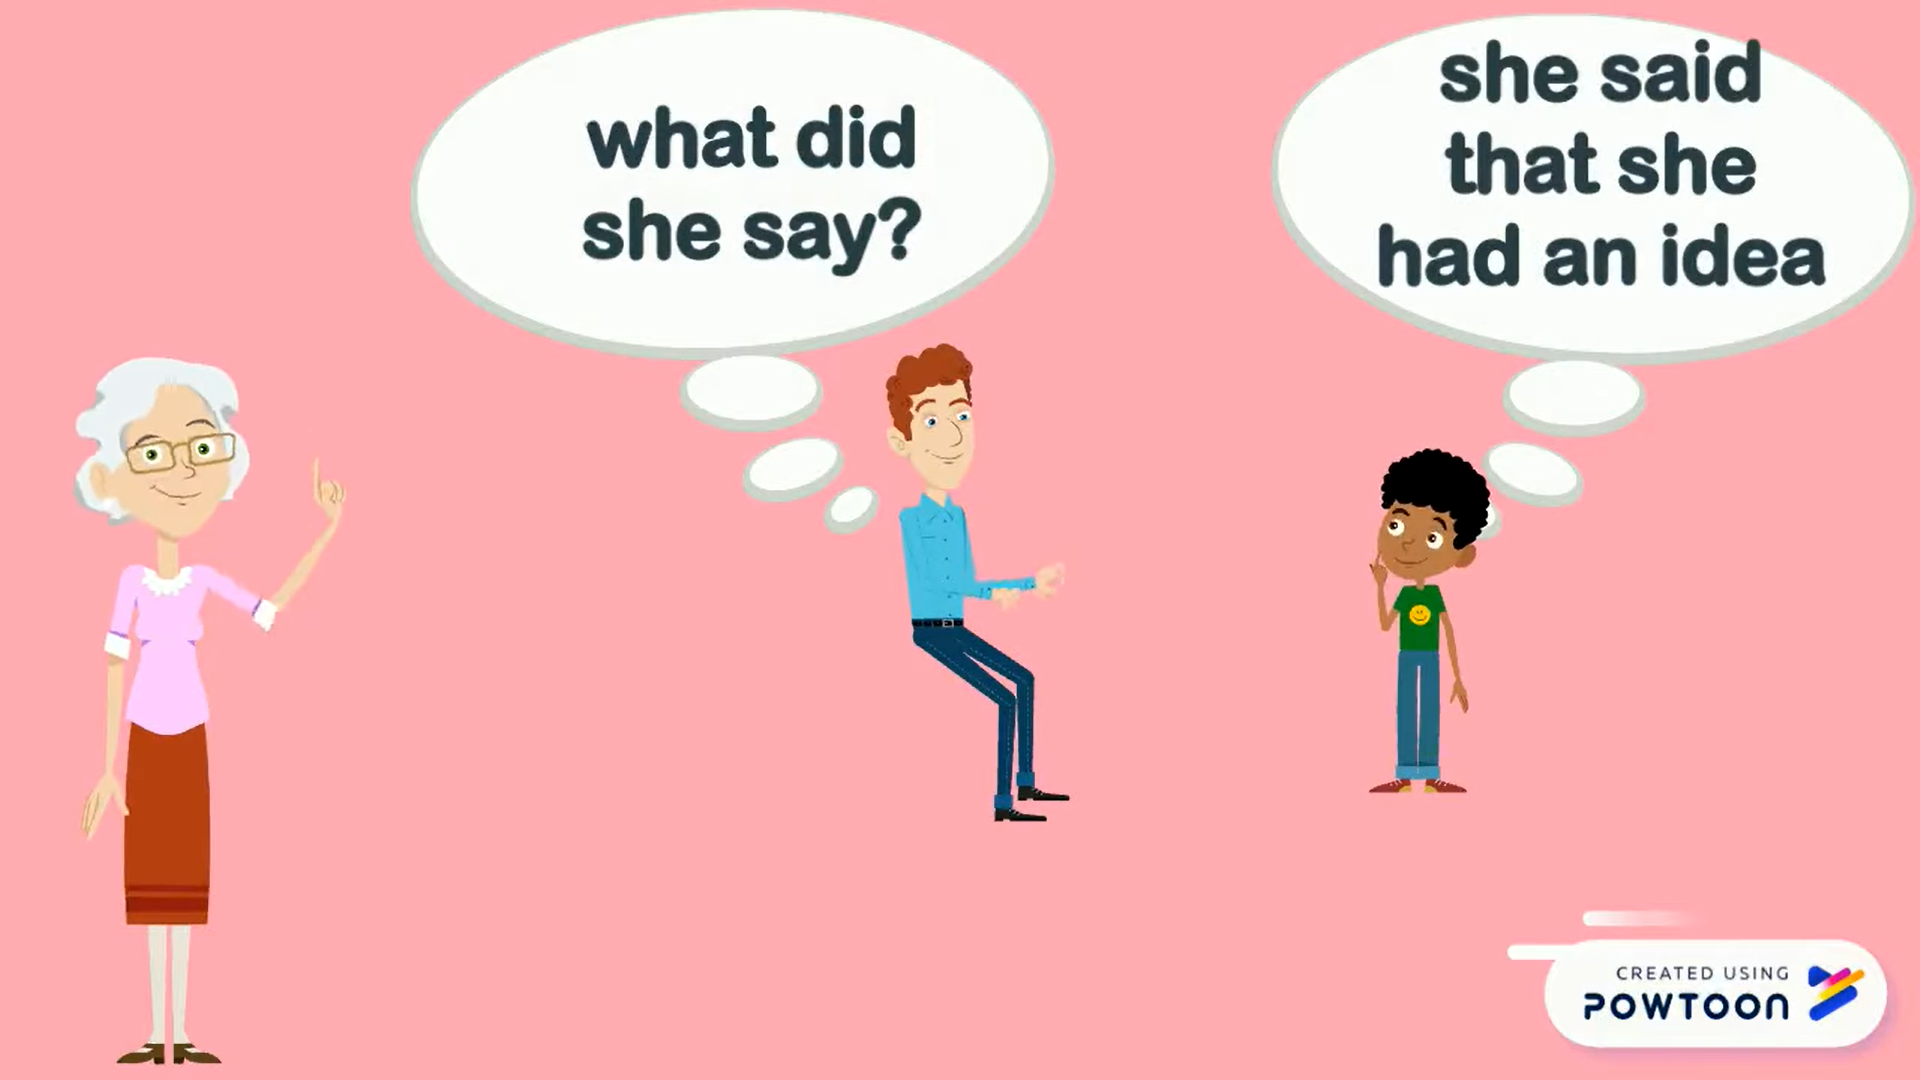 what did
she say?
she said
that she
had an idea
CREATED USING
POWTOON